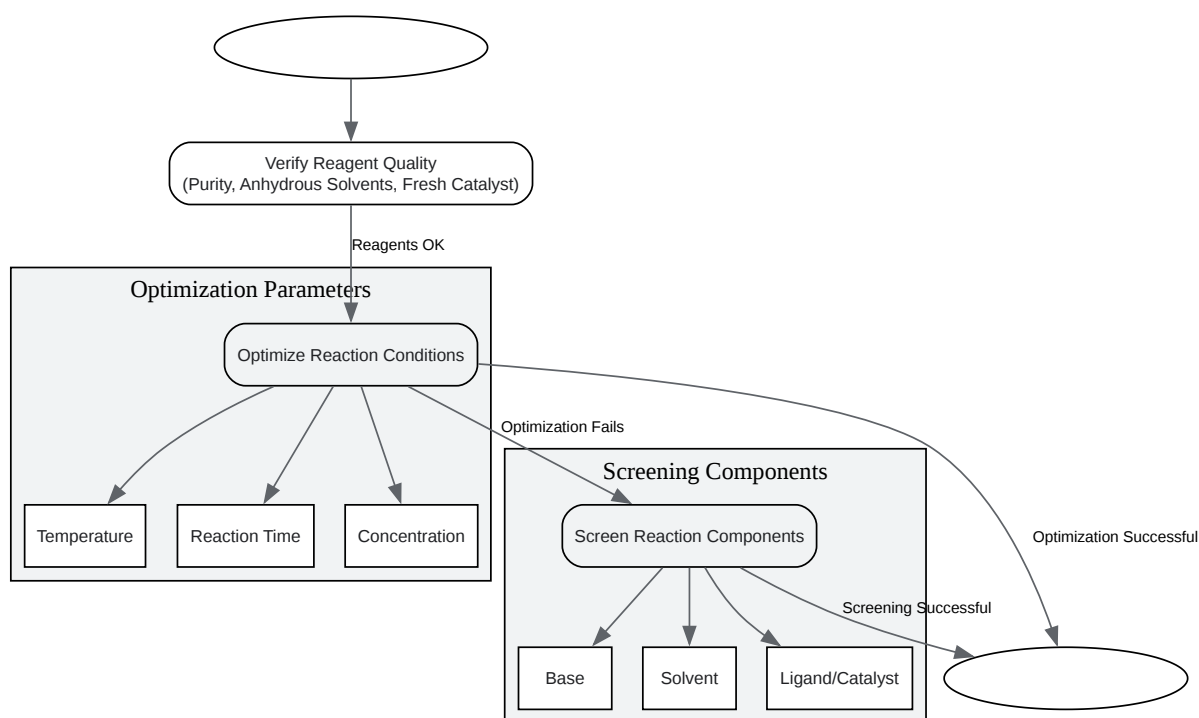 Verify Reagent Quality
(Purity, Anhydrous Solvents, Fresh Catalyst)
Reagents OK
Optimization Parameters
Optimize Reaction Conditions
Optimization Fails
Screening Components
Temperature
Reaction Time
Concentration
Screen Reaction Components
Optimization Successful
Screening Successful
Base
Solvent
Ligand/Catalyst